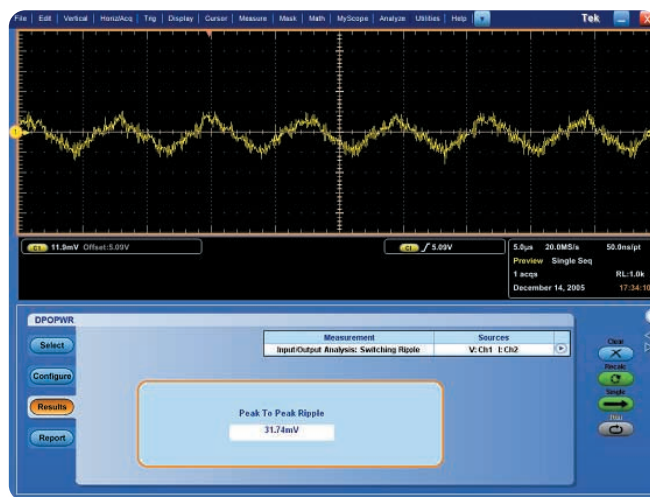 File | Edit | Vertical | Horiz/Acq | Trig | Display | Cursor | Measure | Mask | Math | MyScope | Analyze | Utilities | Help | Tek X
1
C1 11.9mV Offset:5.09V
C1 5.09V
5.0µs 20.0MS/s 50.0ns/pt
Preview Single Seq
1 acqs RL:1.0k
December 14, 2005 17:34:10
DPOPWR
Select
Configure
Results
Report
Measurement Sources
Input/Output Analysis: Switching Ripple V: Ch1 I: Ch2
Peak To Peak Ripple
31.74mV
Clear
Recalc
Single